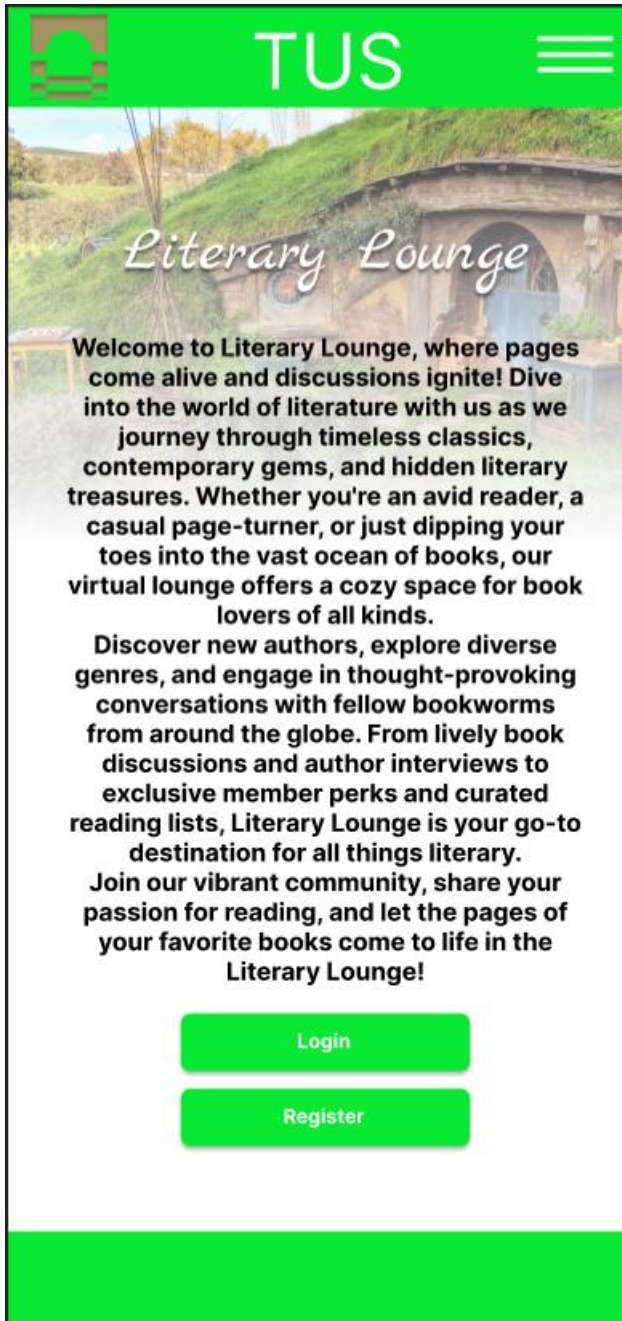 TUS
Literary Lounge
Welcome to Literary Lounge, where pages
come alive and discussions ignite! Dive
into the world of literature with us as we
journey through timeless classics,
contemporary gems, and hidden literary
treasures. Whether you're an avid reader, a
casual page-turner, or just dipping your
toes into the vast ocean of books, our
virtual lounge offers a cozy space for book
lovers of all kinds.
Discover new authors, explore diverse
genres, and engage in thought-provoking
conversations with fellow bookworms
from around the globe. From lively book
discussions and author interviews to
exclusive member perks and curated
reading lists, Literary Lounge is your go-to
destination for all things literary.
Join our vibrant community, share your
passion for reading, and let the pages of
your favorite books come to life in the
Literary Lounge!
Login
Register